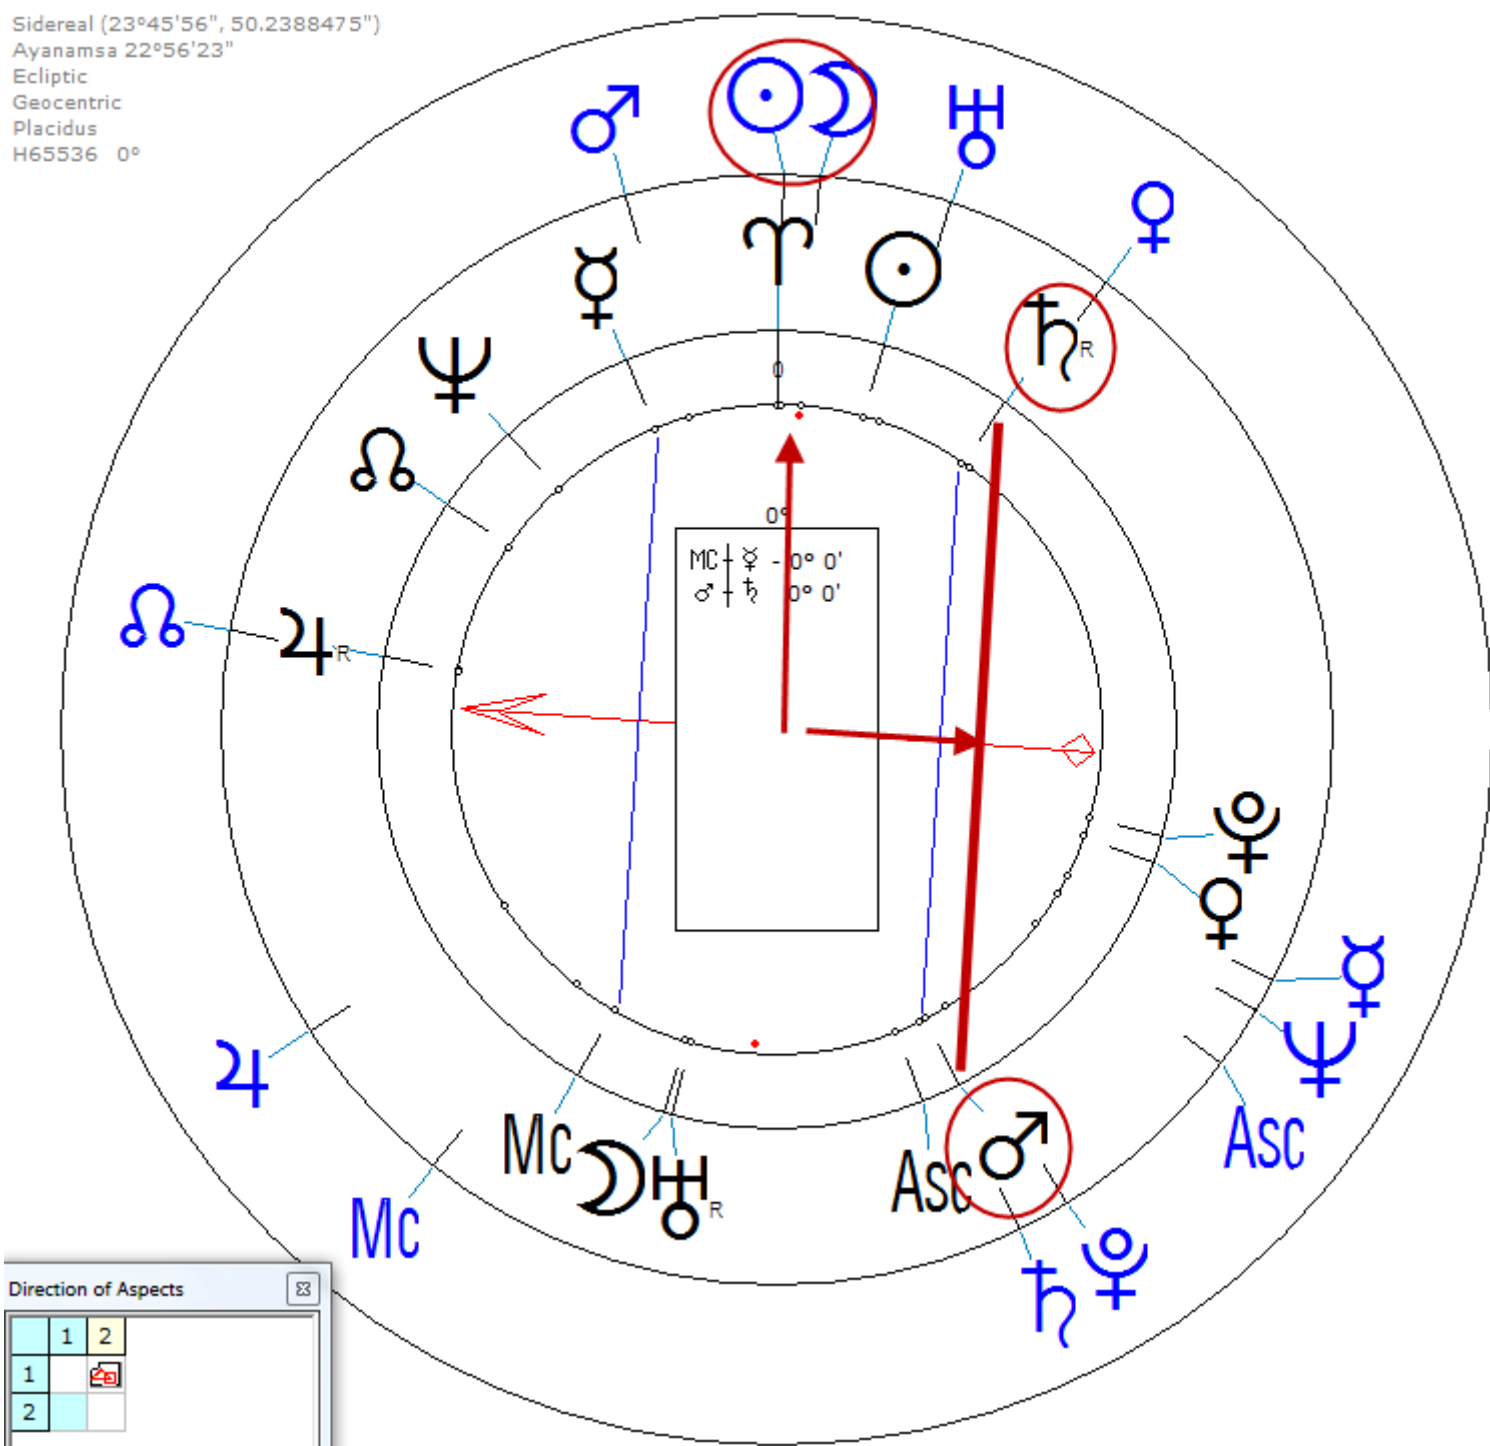 Sidereal (23°45'56", 50.2388475")
Ayanamsa 22°56'23"
Ecliptic
Geocentric
Placidus
H65536 0°
♂ ☉ ☽ ♅
♀
☿ ♈ ☉
♆ ♄ R
0
☊
0°
MC ☿ - 0° 0'
♂ ♄ 0° 0'
☊ ♃ R
♇
♀
☿
♆
♃
Mc ☽ ♅ R Asc ♂ Asc
Mc
♄ ♇
Direction of Aspects
1 2
1
2